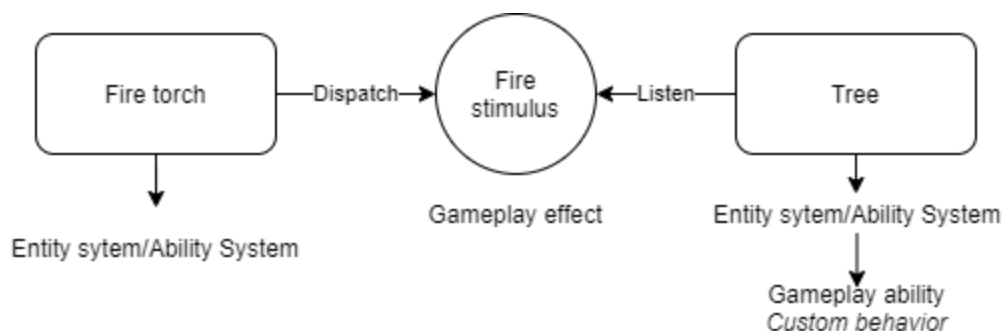 Fire torch
Dispatch
Fire
stimulus
Listen
Tree
Gameplay effect
Entity sytem/Ability System
Entity sytem/Ability System
Gameplay ability
Custom behavior